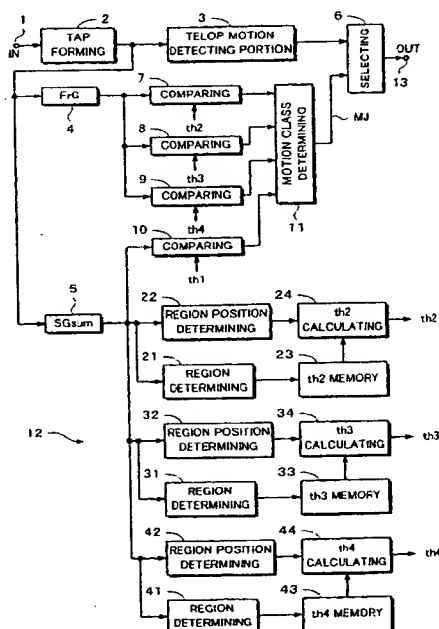 1
IN
2
TAP
FORMING
3
TELOP MOTION
DETECTING PORTION
6
SELECTING
OUT
13
FrG
4
7
COMPARING
th2
8
COMPARING
th3
9
COMPARING
th4
10
COMPARING
th1
MOTION CLASS
DETERMINING
11
MJ
5
SGsum
12
22
REGION POSITION
DETERMINING
24
th2
CALCULATING
th2
21
REGION
DETERMINING
23
th2 MEMORY
32
REGION POSITION
DETERMINING
34
th3
CALCULATING
th3
31
REGION
DETERMINING
33
th3 MEMORY
42
REGION POSITION
DETERMINING
44
th4
CALCULATING
th4
41
REGION
DETERMINING
43
th4 MEMORY